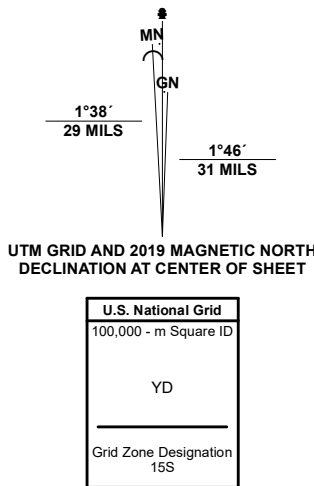 MN
GN
1°38´
29 MILS
1°46´
31 MILS
UTM GRID AND 2019 MAGNETIC NORTH
DECLINATION AT CENTER OF SHEET
U.S. National Grid
100,000 - m Square ID
YD
Grid Zone Designation
15S